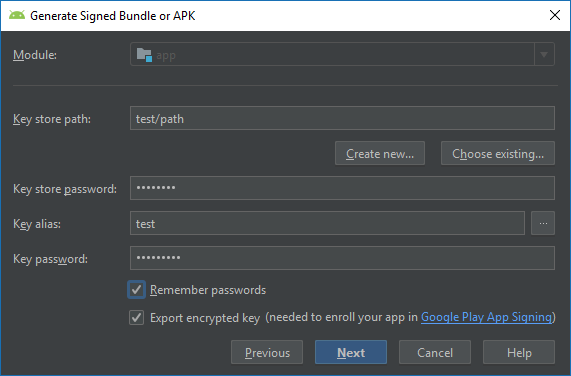 Generate Signed Bundle or APK
Module: app
Key store path: test/path
Create new... Choose existing...
Key store password: ••••••••
Key alias: test ...
Key password: •••••••••
Remember passwords
Export encrypted key (needed to enroll your app in Google Play App Signing)
Previous Next Cancel Help